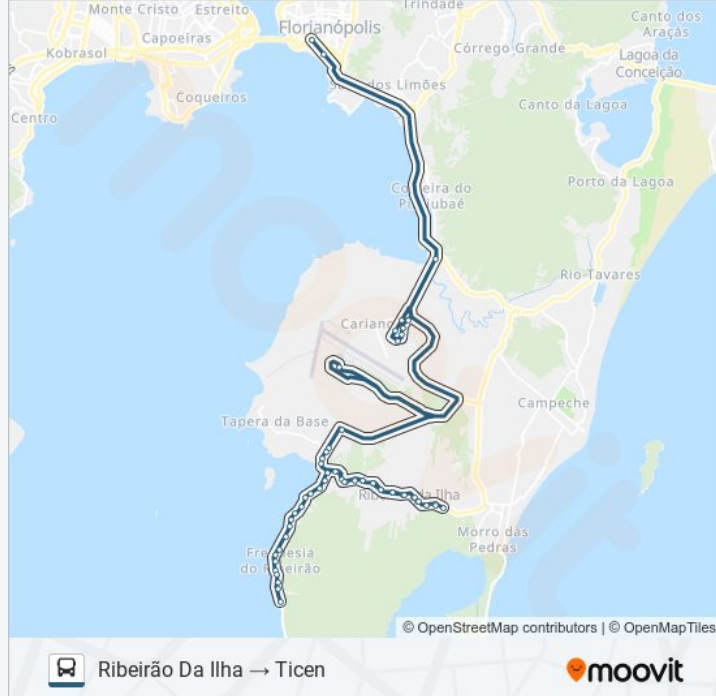 Monte Cristo
Estreito
Trindade
Florianópolis
Canto dos
Araçás
Capoeiras
Kobrasol
Córrego Grande
Lagoa da
Conceição
Coqueiros
dos Limões
Canto da Lagoa
Centro
Porto da Lagoa
Rio Tavares
Campeche
Tapera da Base
Morro das
Pedras
© OpenStreetMap contributors | © OpenMapTiles
Ribeirão Da Ilha → Ticen
moovit